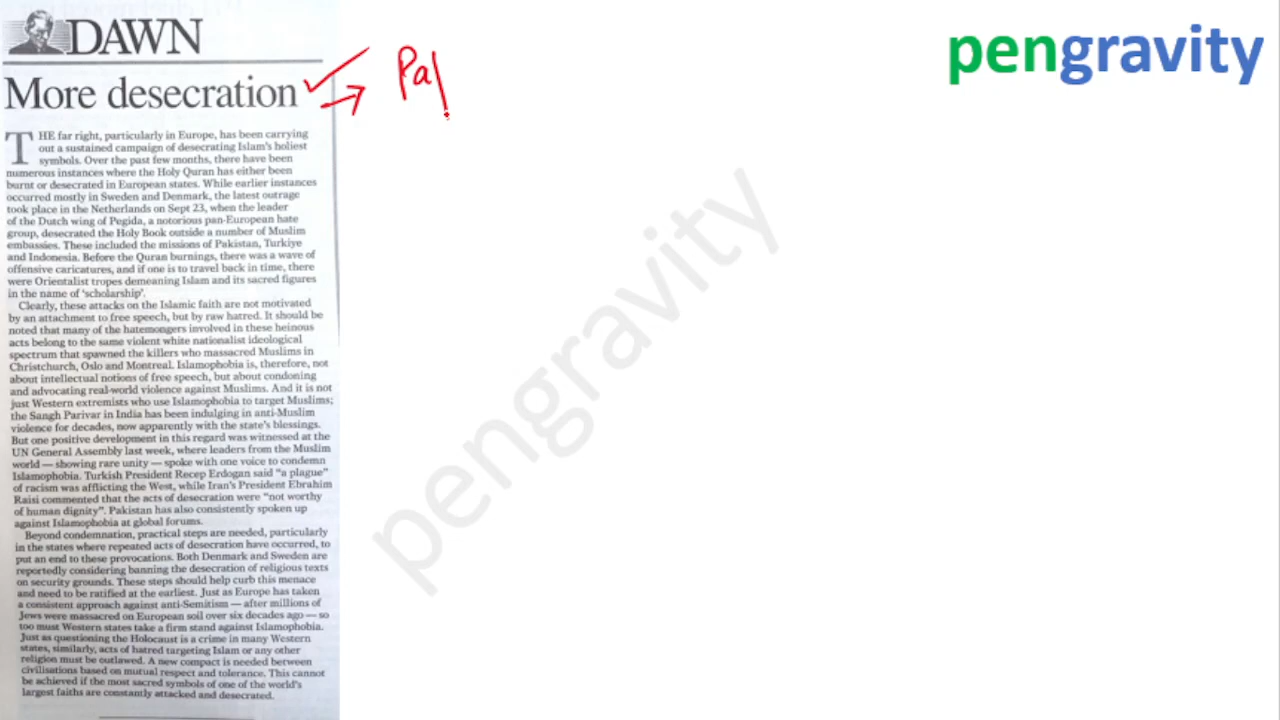 DAWN
pengravity
More desecration
Pa
THE far right, particularly in Europe, has been carrying
out a sustained campaign of desecrating Islam's holiest
symbols. Over the past few months, there have been
numerous instances where the Holy Quran has either been
burnt or desecrated in European states. While earlier instances
occurred mostly in Sweden and Denmark, the latest outrage
took place in the Netherlands on Sept 23, when the leader
of the Dutch wing of Pegida, a notorious pan-European hate
group, desecrated the Holy Book outside a number of Muslim
embassies. These included the missions of Pakistan, Turkiye
and Indonesia. Before the Quran burnings, there was a wave of
offensive caricatures, and if one is to travel back in time, there
were Orientalist tropes demeaning Islam and its sacred figures
in the name of 'scholarship'.
Clearly, these attacks on the Islamic faith are not motivated
by an attachment to free speech, but by raw hatred. It should be
noted that many of the hatemongers involved in these heinous
acts belong to the same violent white nationalist ideological
spectrum that spawned the killers who massacred Muslims in
Christchurch, Oslo and Montreal. Islamophobia is, therefore, not
about intellectual notions of free speech, but about condoning
and advocating real-world violence against Muslims. And it is not
just Western extremists who use Islamophobia to target Muslims;
the Sangh Parivar in India has been indulging in anti-Muslim
violence for decades, now apparently with the state's blessings.
But one positive development in this regard was witnessed at the
UN General Assembly last week, where leaders from the Muslim
world — showing rare unity — spoke with one voice to condemn
Islamophobia. Turkish President Recep Erdogan said "a plague"
of racism was afflicting the West, while Iran's President Ebrahim
Raisi commented that the acts of desecration were "not worthy
of human dignity". Pakistan has also consistently spoken up
against Islamophobia at global forums.
Beyond condemnation, practical steps are needed, particularly
in the states where repeated acts of desecration have occurred, to
put an end to these provocations. Both Denmark and Sweden are
reportedly considering banning the desecration of religious texts
on security grounds. These steps should help curb this menace
and need to be ratified at the earliest. Just as Europe has taken
a consistent approach against anti-Semitism — after millions of
Jews were massacred on European soil over six decades ago — so
too must Western states take a firm stand against Islamophobia.
Just as questioning the Holocaust is a crime in many Western
states, similarly, acts of hatred targeting Islam or any other
religion must be outlawed. A new compact is needed between
civilisations based on mutual respect and tolerance. This cannot
be achieved if the most sacred symbols of one of the world's
largest faiths are constantly attacked and desecrated.
pengravity